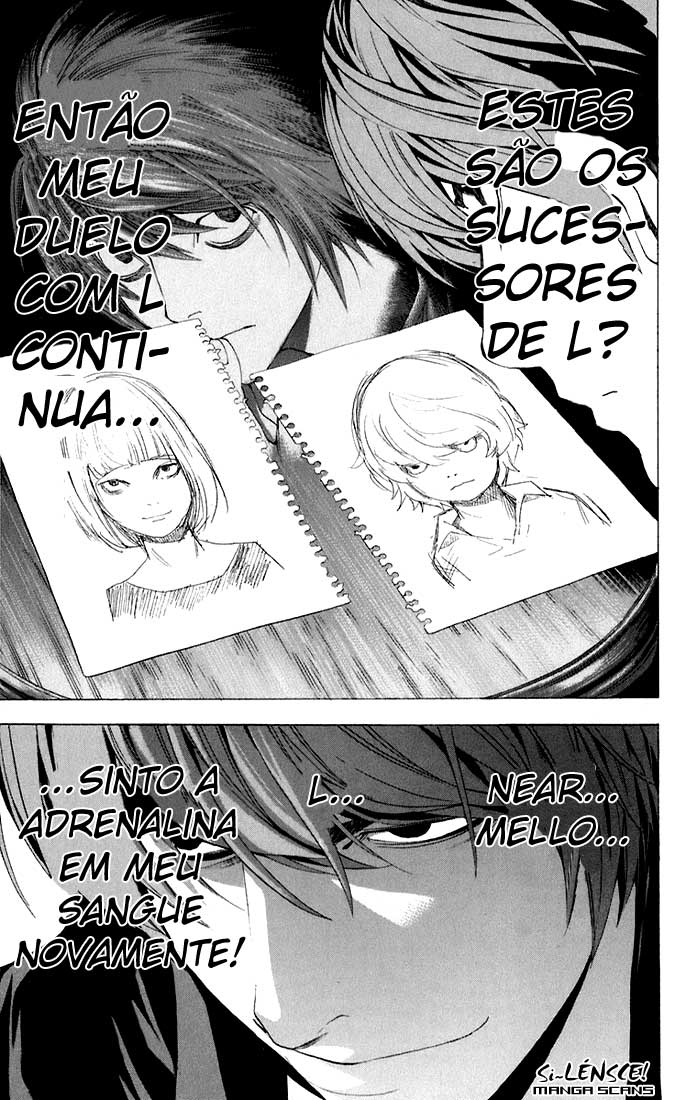 ESTES
SÃO OS
SUCES-
SORES
DE L?
ENTÃO
MEU
DUELO
COM L
CONTI-
NUA...
NEAR...
MELLO...
L...
...SINTO A
ADRENALINA
EM MEU
SANGUE
NOVAMENTE!
Si~LÉNSCE!
MANGA SCANS